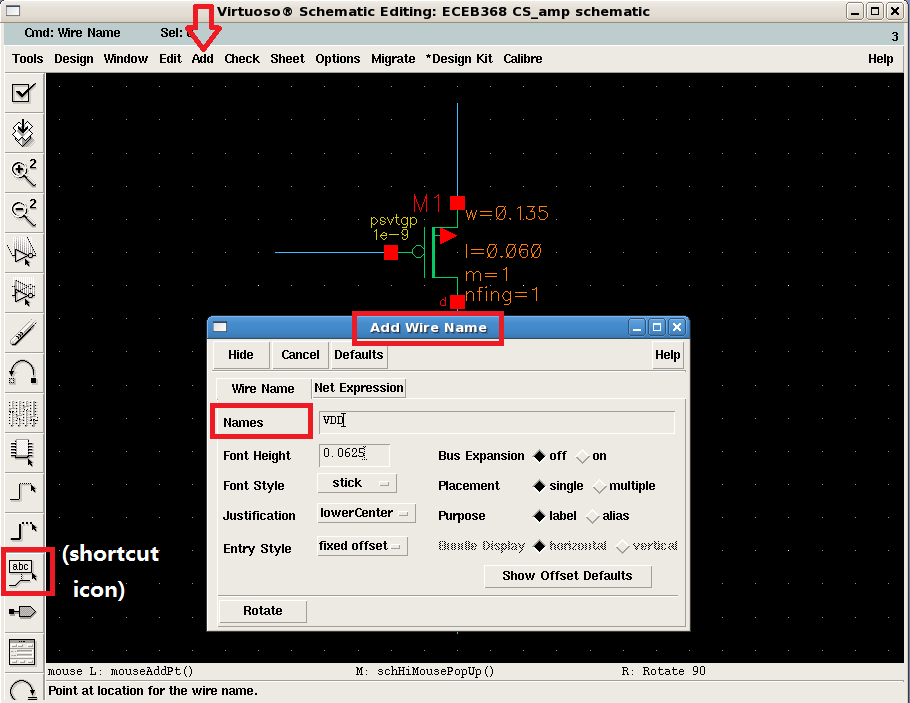 Virtuoso® Schematic Editing: ECEB368 CS_amp schematic
Cmd: Wire Name Sel:
3
Tools Design Window Edit Add Check Sheet Options Migrate *Design Kit Calibre Help
2
2
M1
w=0.135
psvtgp
1e-9
l=0.060
m=1
d
nfing=1
Add Wire Name
Hide Cancel Defaults Help
Wire Name Net Expression
Names VDD
Font Height 0.0625 Bus Expansion off on
Font Style stick Placement single multiple
Justification lowerCenter Purpose label alias
Entry Style fixed offset Bundle Display horizontal vertical
Show Offset Defaults
Rotate
abc
(shortcut
icon)
mouse L: mouseAddPt() M: schHiMousePopUp() R: Rotate 90
Point at location for the wire name.